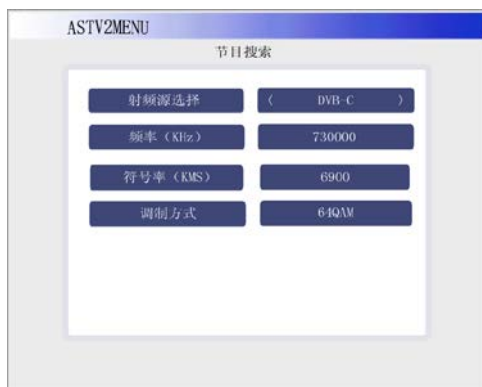 ASTV2MENU
节目搜索
射频源选择 〈 DVB-C 〉
频率（KHz） 730000
符号率（KMS） 6900
调制方式 64QAM